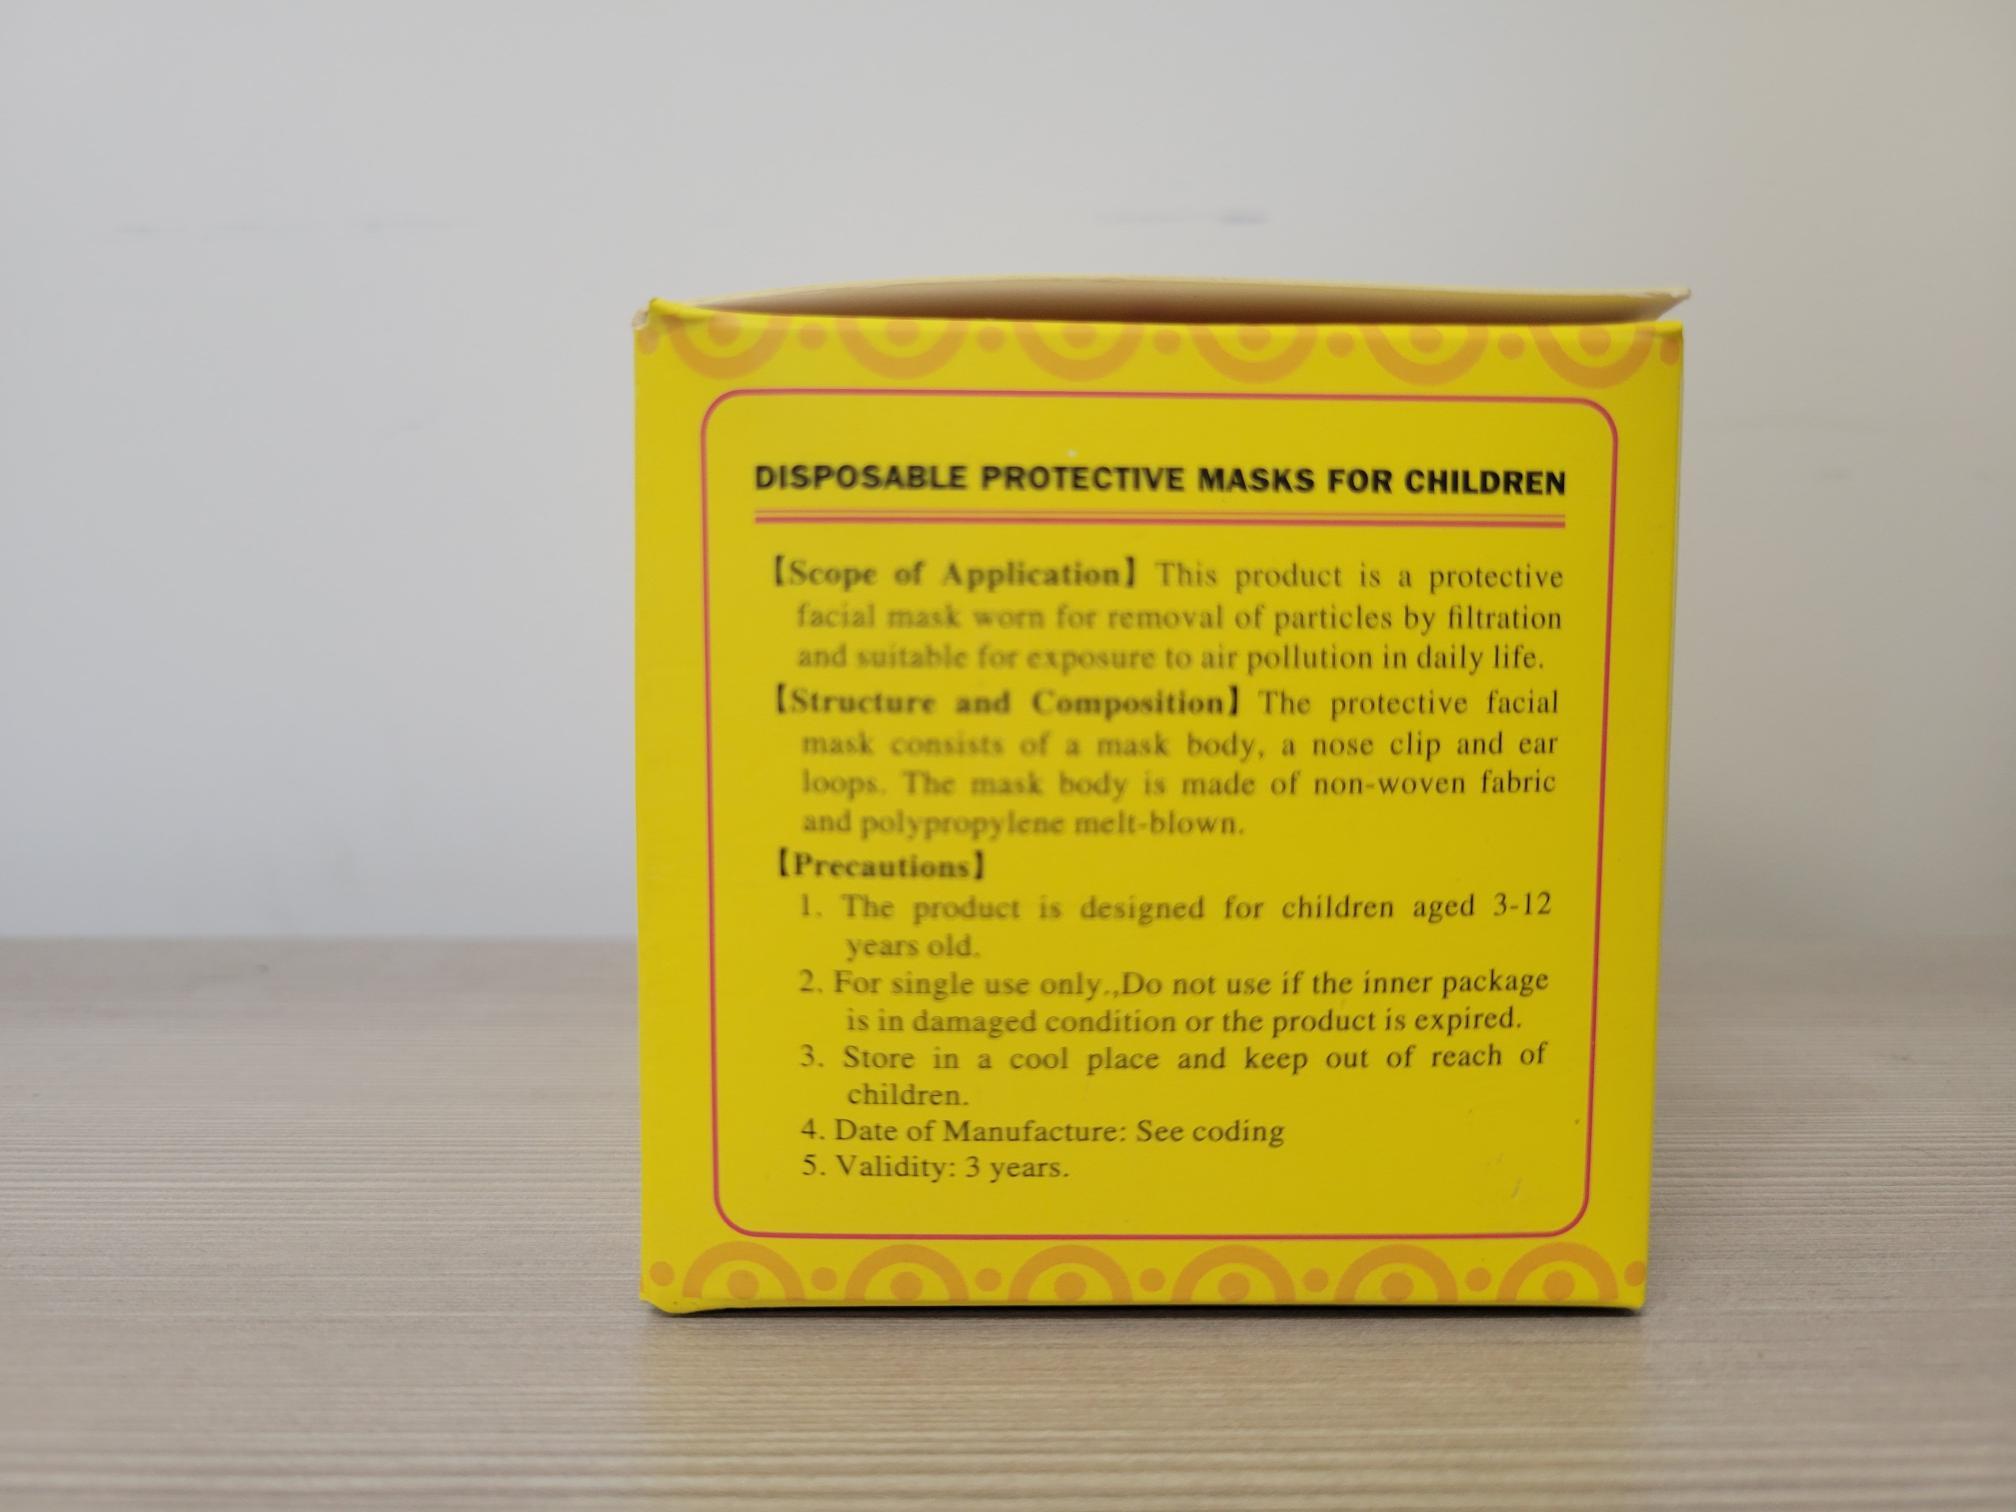 DISPOSABLE PROTECTIVE MASKS FOR CHILDREN
【Scope of Application】 This product is a protective
facial mask worn for removal of particles by filtration
and suitable for exposure to air pollution in daily life.
【Structure and Composition】 The protective facial
mask consists of a mask body, a nose clip and ear
loops. The mask body is made of non-woven fabric
and polypropylene melt-blown.
【Precautions】
1. The product is designed for children aged 3-12
years old.
2. For single use only.,Do not use if the inner package
is in damaged condition or the product is expired.
3. Store in a cool place and keep out of reach of
children.
4. Date of Manufacture: See coding
5. Validity: 3 years.